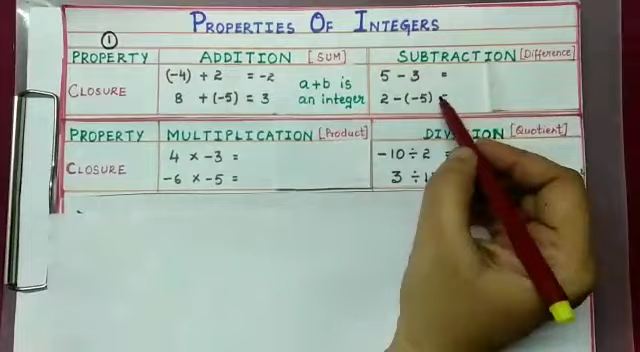 PROPERTIES OF INTEGERS
①
PROPERTY ADDITION [SUM] SUBTRACTION [Difference]
CLOSURE
(-4) + 2 = -2
8 + (-5) = 3
a+b is
an integer
5 - 3 =
2 - (-5) =
PROPERTY MULTIPLICATION [Product] DIVISION [Quotient]
CLOSURE
4 × -3 =
-6 × -5 =
-10 ÷ 2 =
3 ÷